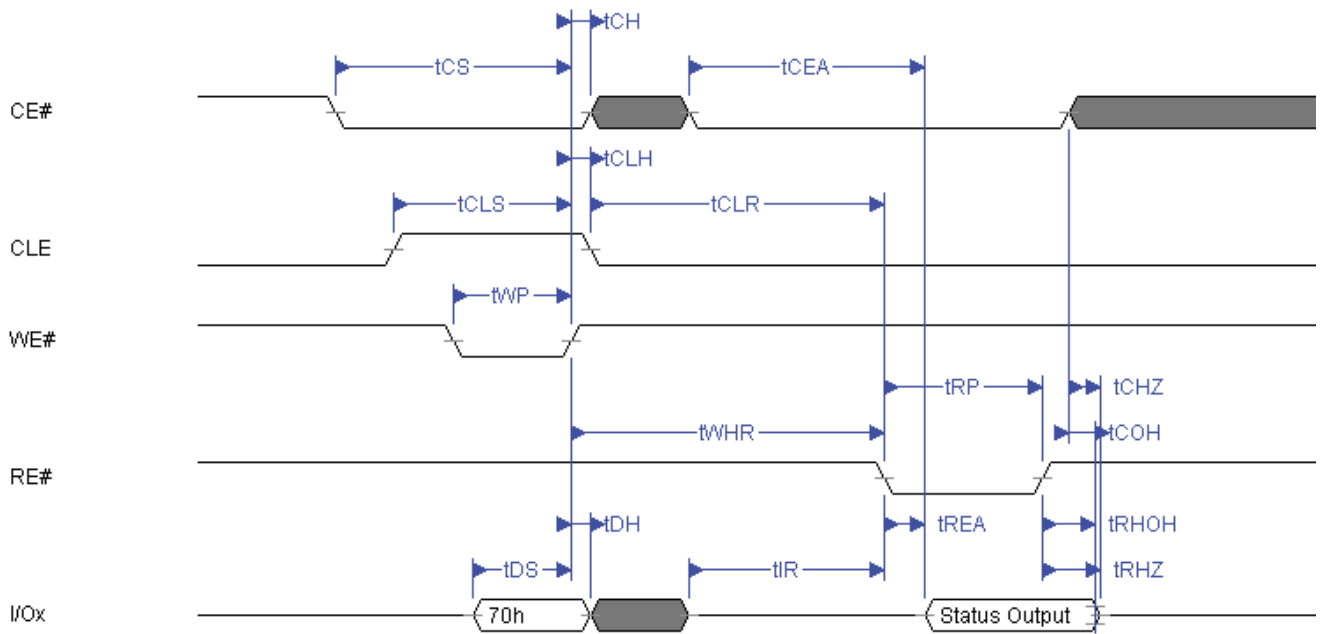 tCH
tCS
tCEA
CE#
tCLH
tCLS
tCLR
CLE
tWP
WE#
tRP
tCHZ
tWHR
tCOH
RE#
tDH
tREA
tRHOH
tDS
tIR
tRHZ
I/Ox
70h
Status Output